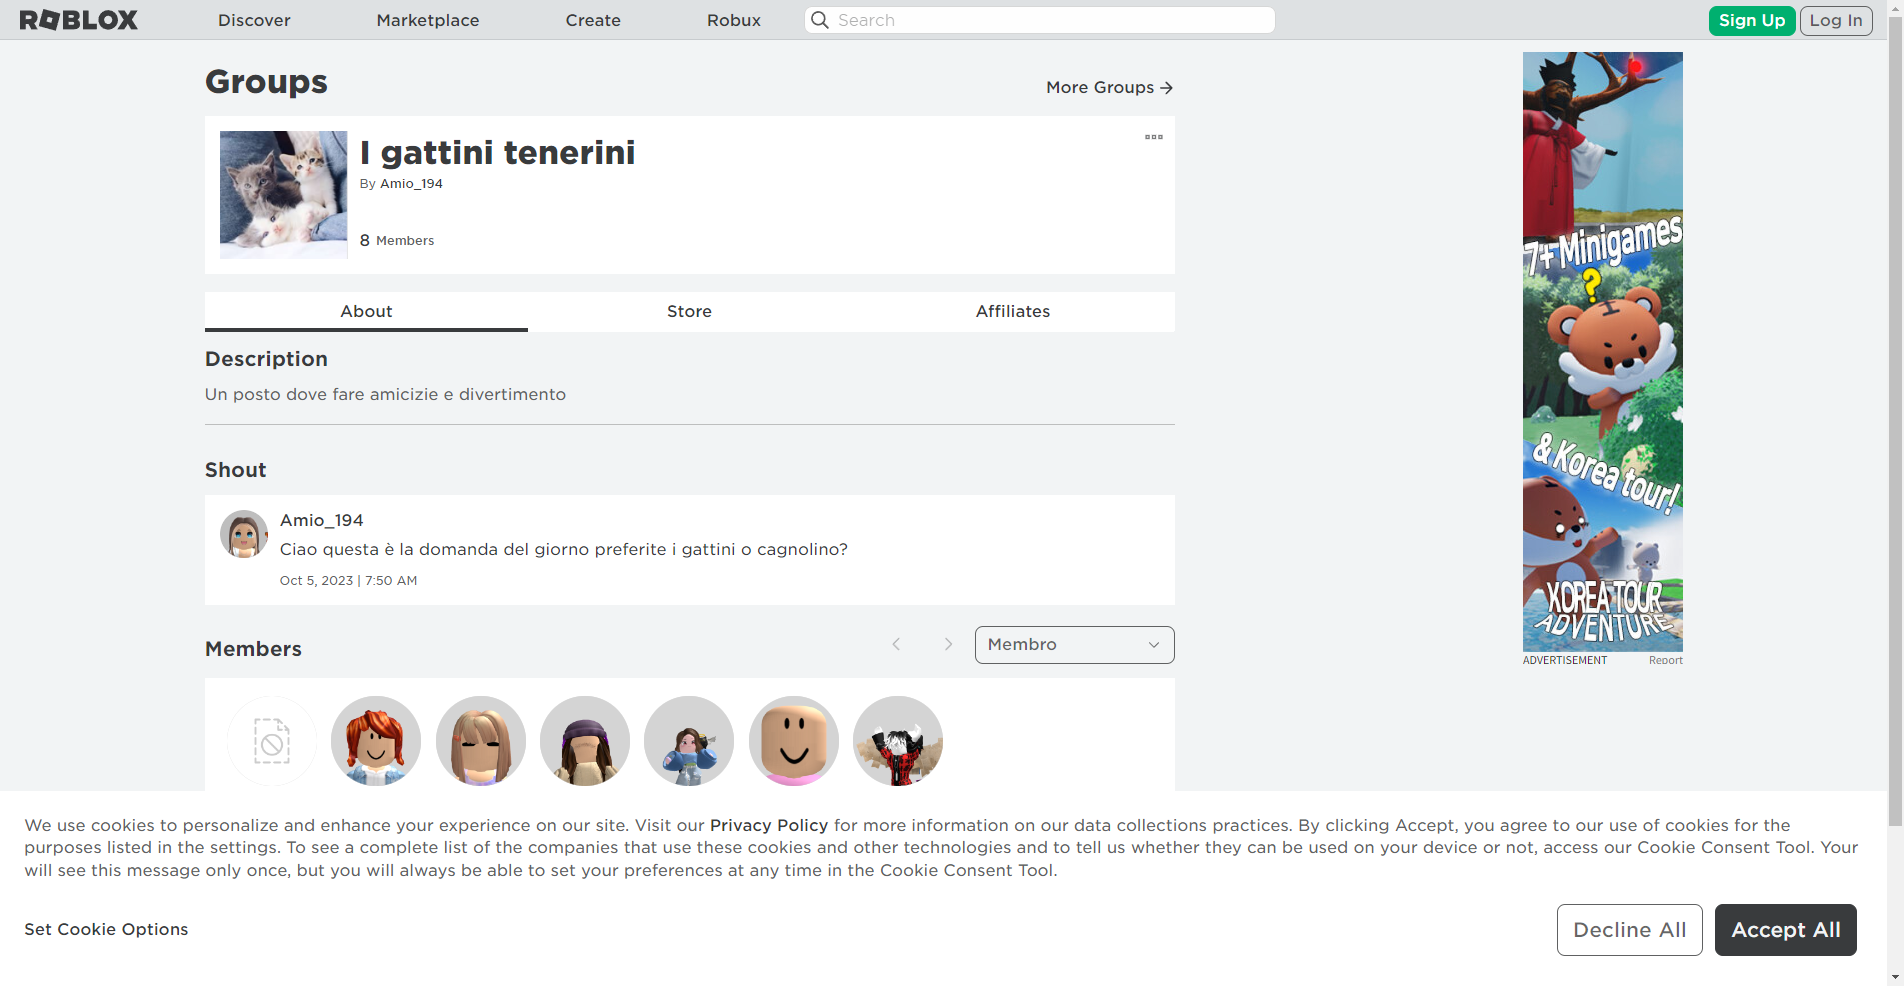 ROBLOX
Discover
Marketplace
Create
Robux
Search
Sign Up
Log In
Groups
More Groups
I gattini tenerini
By Amio_194
8 Members
About
Store
Affiliates
Description
Un posto dove fare amicizie e divertimento
Shout
Amio_194
Ciao questa è la domanda del giorno preferite i gattini o cagnolino?
Oct 5, 2023 | 7:50 AM
Members
Membro
7+ Minigames
?
& Korea tour!
KOREA TOUR
ADVENTURE
ADVERTISEMENT
Report
We use cookies to personalize and enhance your experience on our site. Visit our Privacy Policy for more information on our data collections practices. By clicking Accept, you agree to our use of cookies for the
purposes listed in the settings. To see a complete list of the companies that use these cookies and other technologies and to tell us whether they can be used on your device or not, access our Cookie Consent Tool. Your
will see this message only once, but you will always be able to set your preferences at any time in the Cookie Consent Tool.
Set Cookie Options
Decline All
Accept All